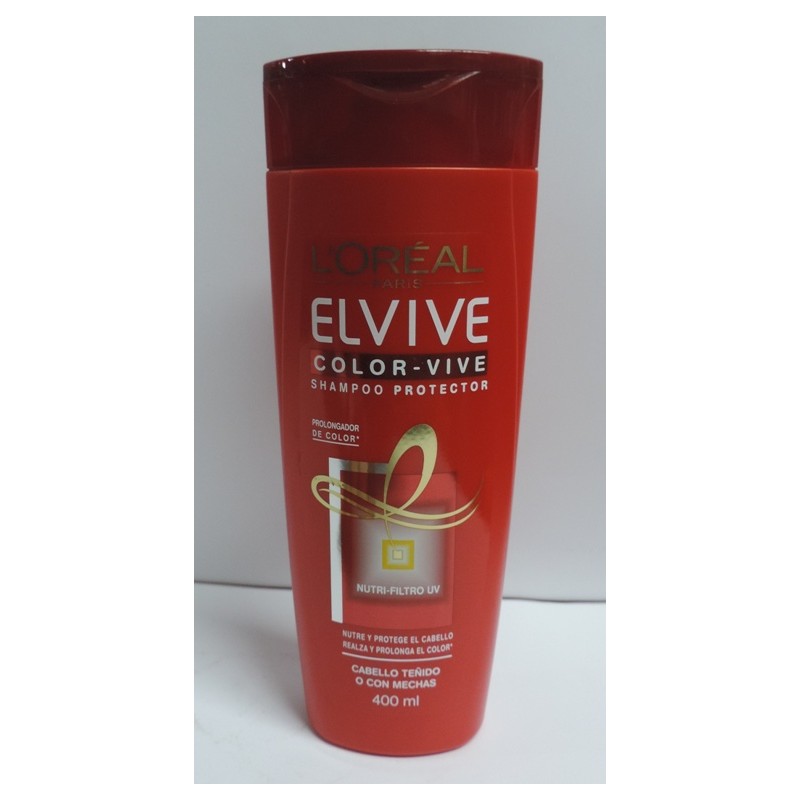 L'ORÉAL
PARIS
ELVIVE
COLOR-VIVE
SHAMPOO PROTECTOR
PROLONGADOR
DE COLOR*
NUTRI-FILTRO UV
NUTRE Y PROTEGE EL CABELLO
REALZA Y PROLONGA EL COLOR*
CABELLO TEÑIDO
O CON MECHAS
400 ml